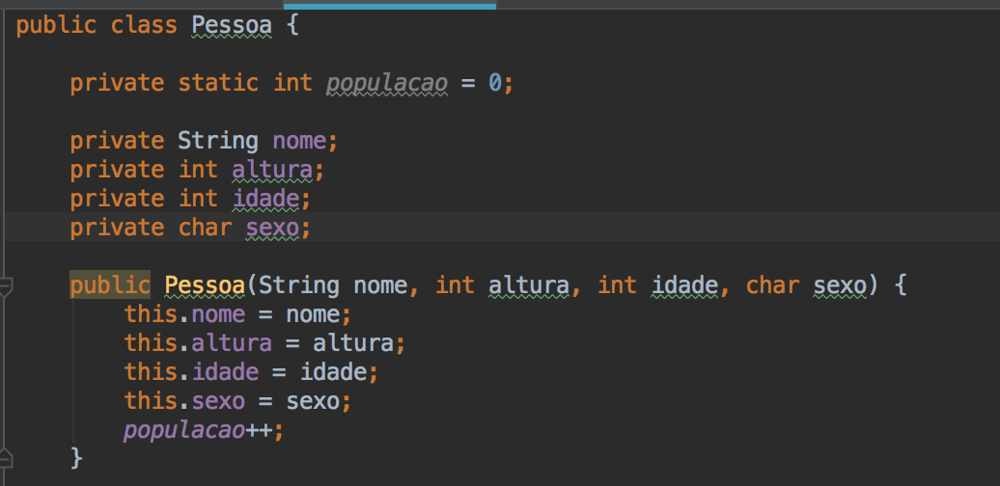 public class Pessoa {
private static int populacao = 0;
private String nome;
private int altura;
private int idade;
private char sexo;
public Pessoa(String nome, int altura, int idade, char sexo) {
this.nome = nome;
this.altura = altura;
this.idade = idade;
this.sexo = sexo;
populacao++;
}